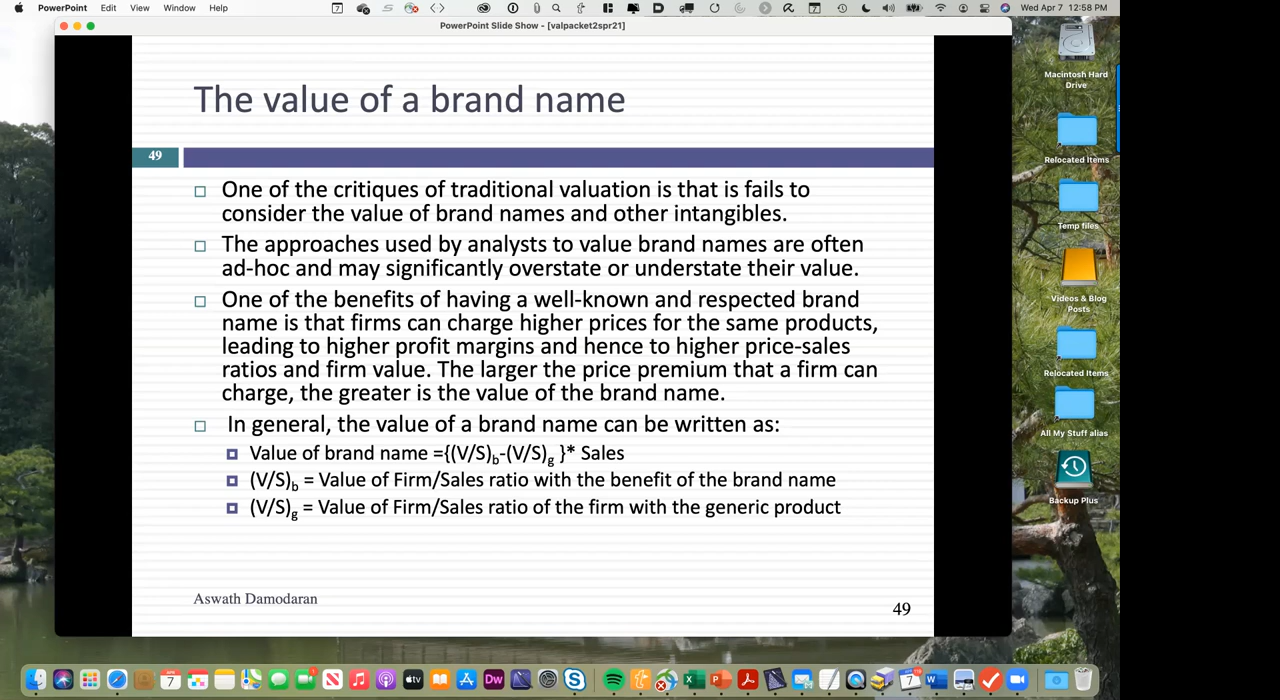 PowerPoint File Edit View Window Help
7
Wed Apr 7 12:58 PM
PowerPoint Slide Show - [valpacket2spr21]
The value of a brand name
49
One of the critiques of traditional valuation is that is fails to
consider the value of brand names and other intangibles.
The approaches used by analysts to value brand names are often
ad-hoc and may significantly overstate or understate their value.
One of the benefits of having a well-known and respected brand
name is that firms can charge higher prices for the same products,
leading to higher profit margins and hence to higher price-sales
ratios and firm value. The larger the price premium that a firm can
charge, the greater is the value of the brand name.
In general, the value of a brand name can be written as:
Value of brand name ={(V/S)b-(V/S)g }* Sales
(V/S)b = Value of Firm/Sales ratio with the benefit of the brand name
(V/S)g = Value of Firm/Sales ratio of the firm with the generic product
Aswath Damodaran
49
Macintosh Hard
Drive
Relocated Items
Temp files
Videos & Blog
Posts
Relocated Items
All My Stuff alias
Backup Plus
7
tv
Dw
7
W